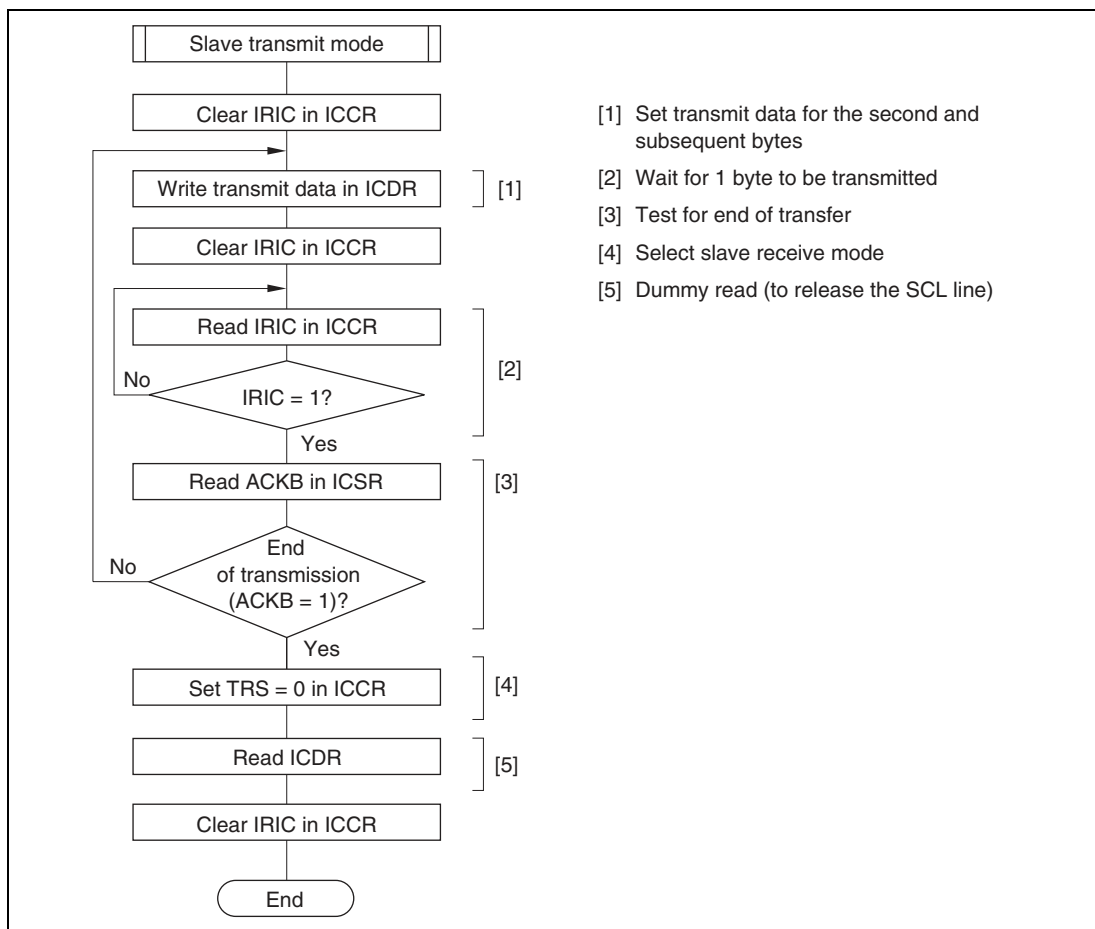 Slave transmit mode
Clear IRIC in ICCR
Write transmit data in ICDR
[1]
Clear IRIC in ICCR
Read IRIC in ICCR
[2]
No
IRIC = 1?
Yes
Read ACKB in ICSR
[3]
No
End
of transmission
(ACKB = 1)?
Yes
Set TRS = 0 in ICCR
[4]
Read ICDR
[5]
Clear IRIC in ICCR
End
[1] Set transmit data for the second and
subsequent bytes
[2] Wait for 1 byte to be transmitted
[3] Test for end of transfer
[4] Select slave receive mode
[5] Dummy read (to release the SCL line)